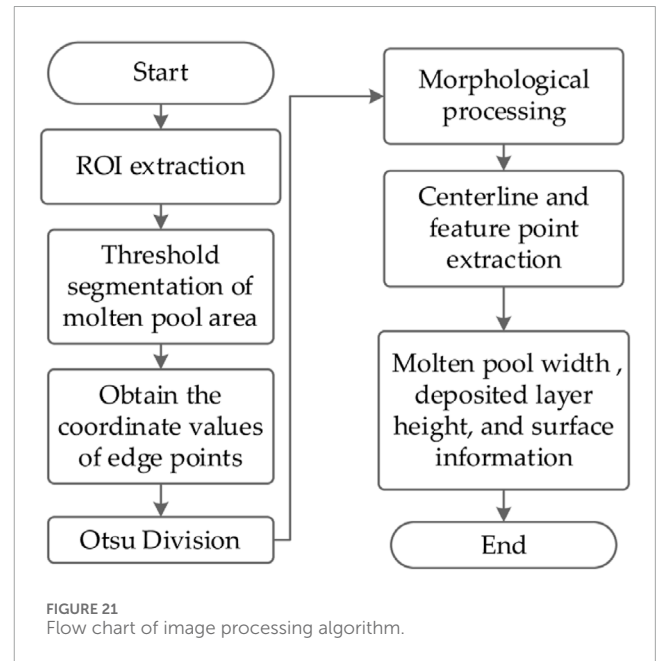 Start
ROI extraction
Threshold
segmentation of
molten pool area
Obtain the
coordinate values
of edge points
Otsu Division
Morphological
processing
Centerline and
feature point
extraction
Molten pool width ,
deposited layer
height, and surface
information
End
FIGURE 21
Flow chart of image processing algorithm.